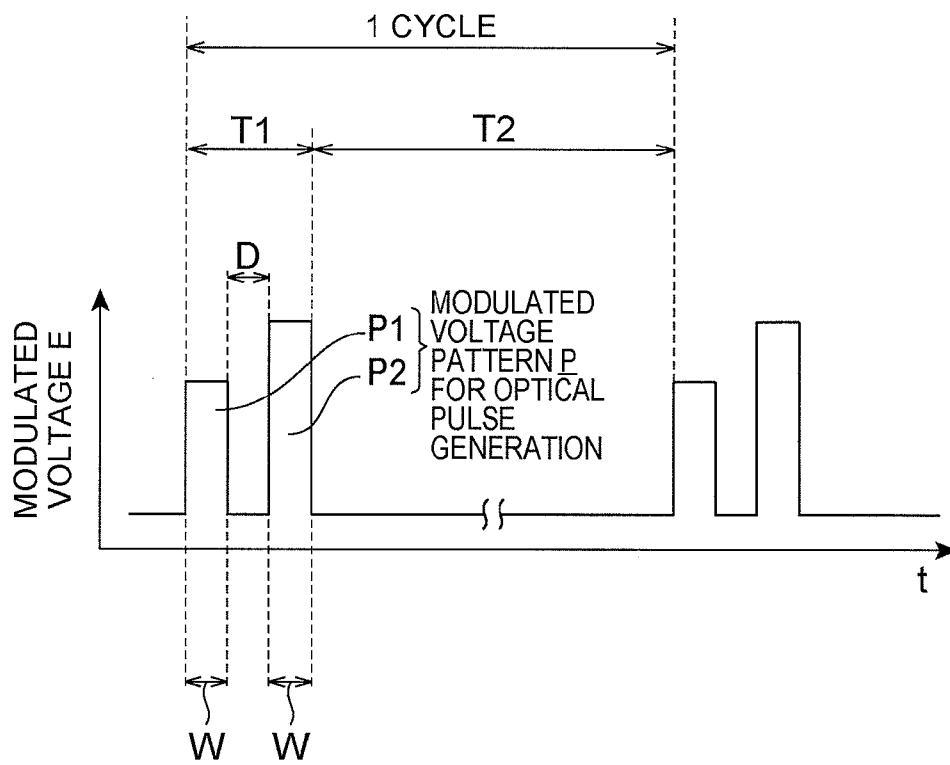 1 CYCLE
T1
T2
D
MODULATED
VOLTAGE E
P1
P2
MODULATED
VOLTAGE
PATTERN P
FOR OPTICAL
PULSE
GENERATION
t
W
W